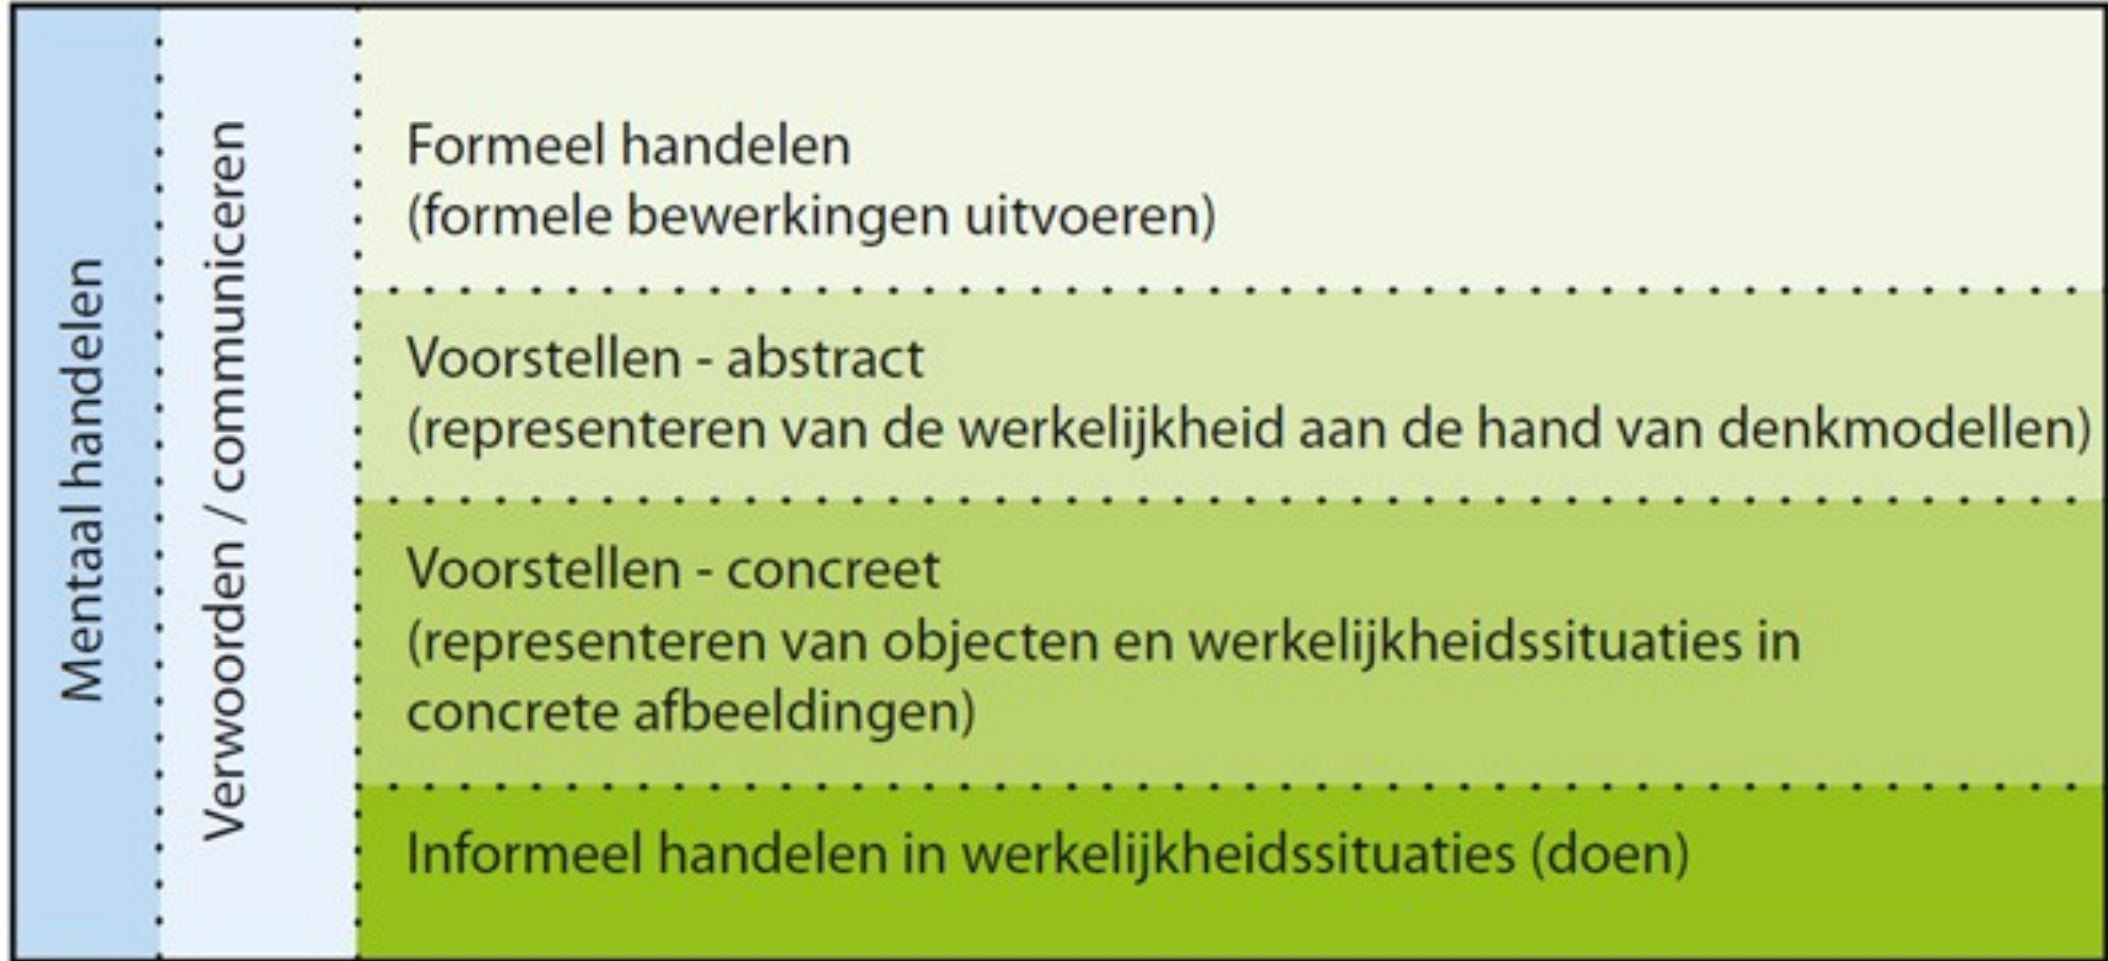 Mentaal handelen
Verwoorden / communiceren
Formeel handelen
(formele bewerkingen uitvoeren)
Voorstellen - abstract
(representeren van de werkelijkheid aan de hand van denkmodellen)
Voorstellen - concreet
(representeren van objecten en werkelijkheidssituaties in
concrete afbeeldingen)
Informeel handelen in werkelijkheidssituaties (doen)